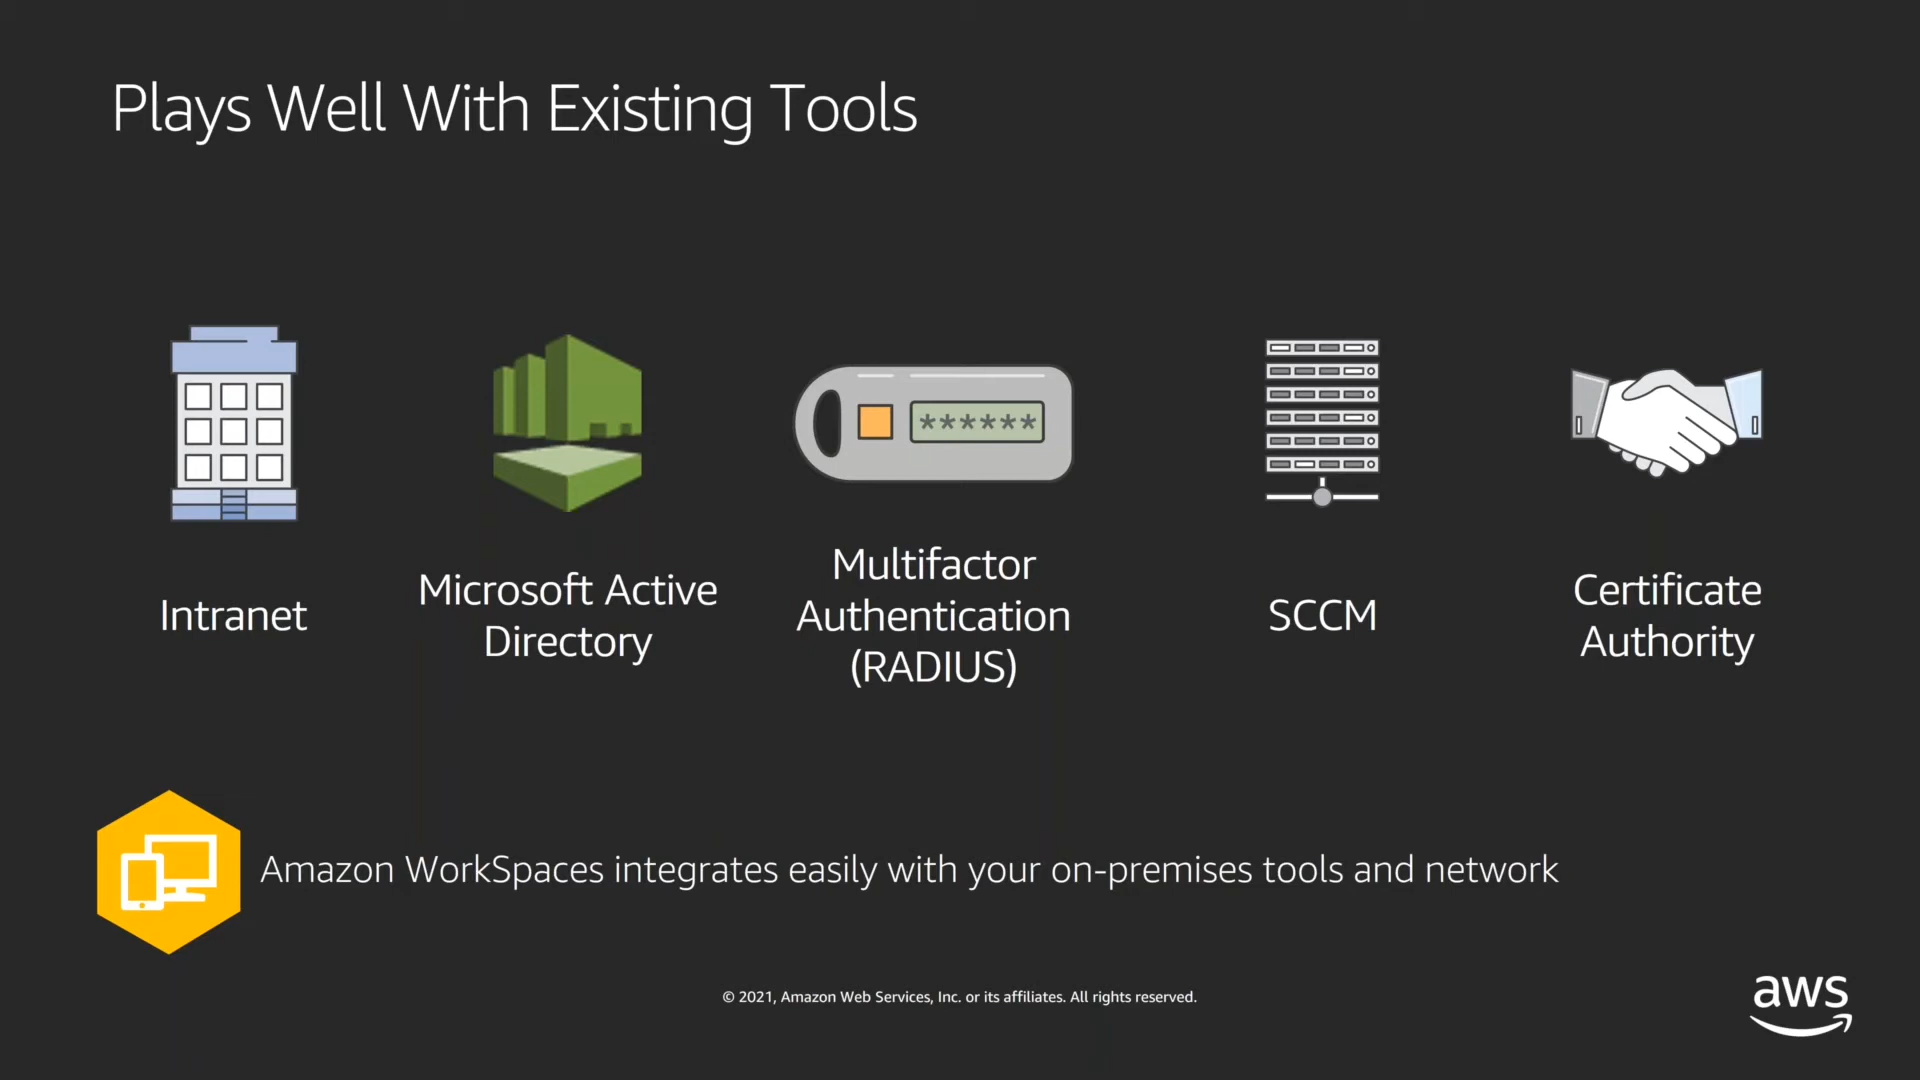 Plays Well With Existing Tools
******
Intranet
Microsoft Active
Directory
Multifactor
Authentication
(RADIUS)
SCCM
Certificate
Authority
Amazon WorkSpaces integrates easily with your on-premises tools and network
© 2021, Amazon Web Services, Inc. or its affiliates. All rights reserved.
aws